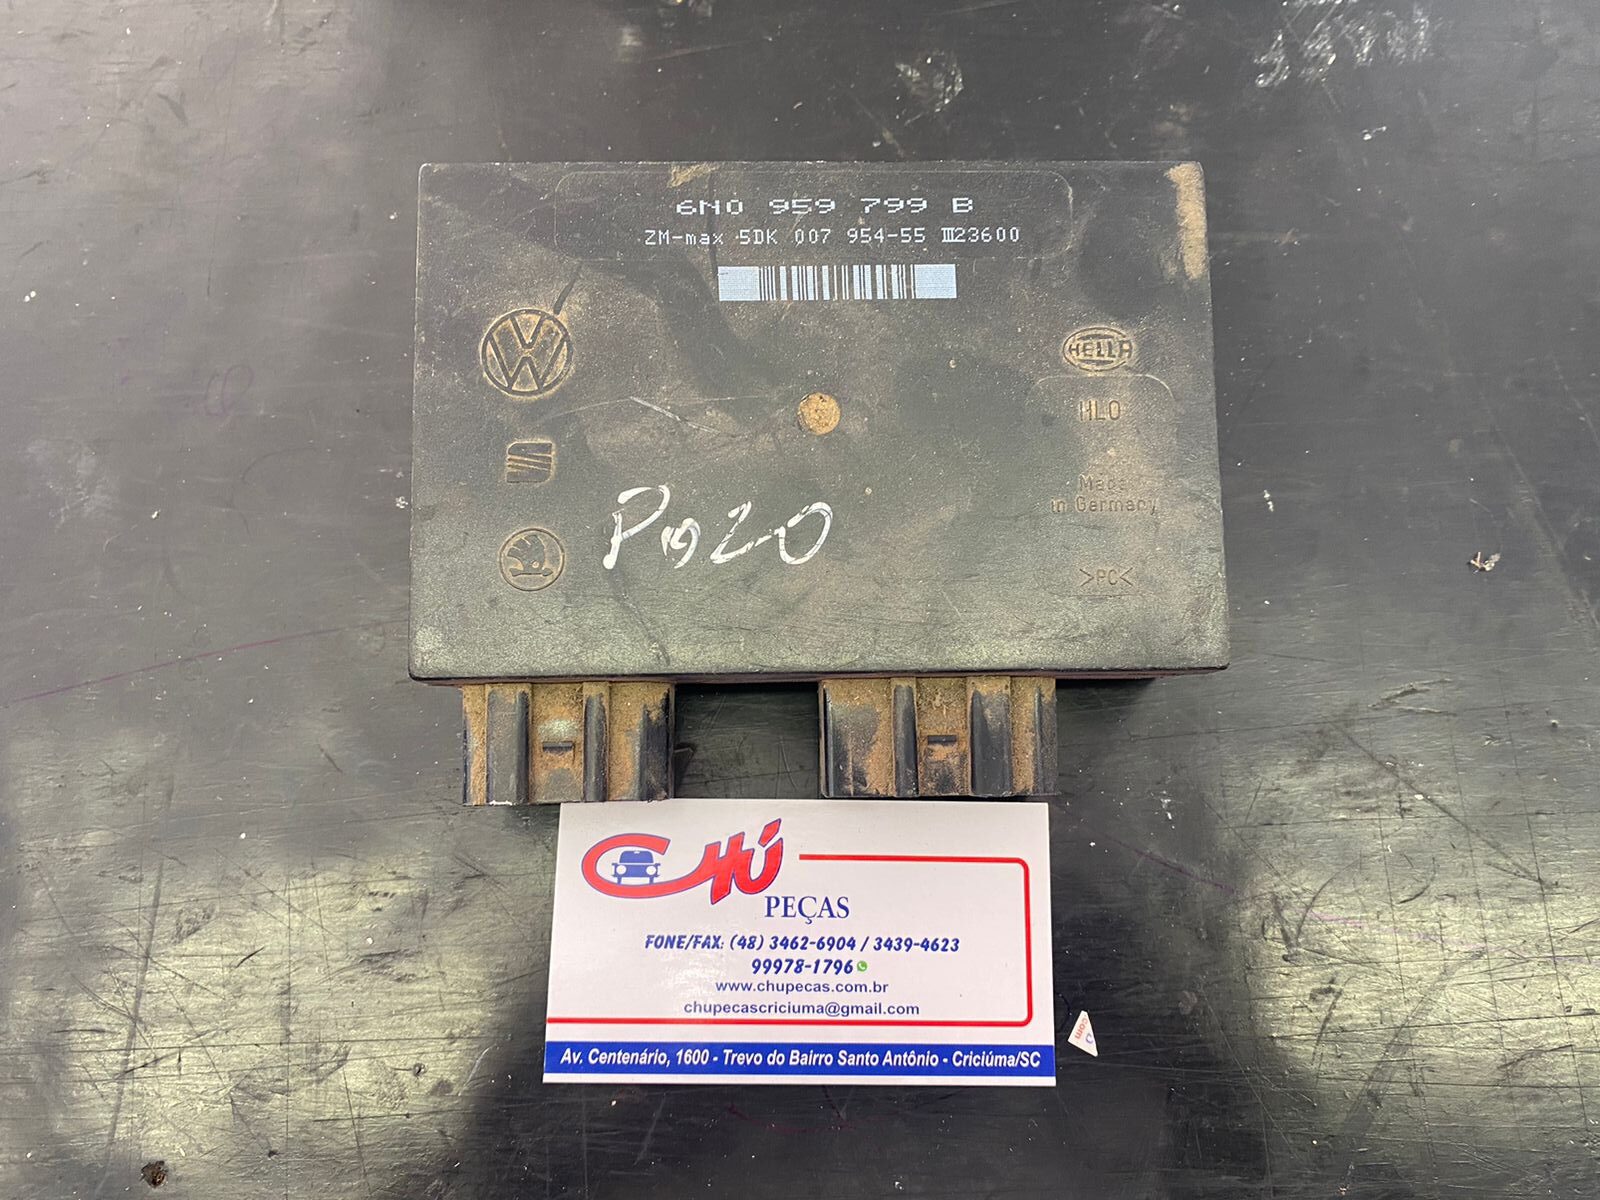 6N0 959 799 B
ZM-max 5DK 007 954-55 III23600
HELLA
HLO
Made
in Germany
>PC<
CHÚ
PEÇAS
FONE/FAX: (48) 3462-6904 / 3439-4623
99978-1796
www.chupecas.com.br
chupecascriciuma@gmail.com
Av. Centenário, 1600 - Trevo do Bairro Santo Antônio - Criciúma/SC
.com